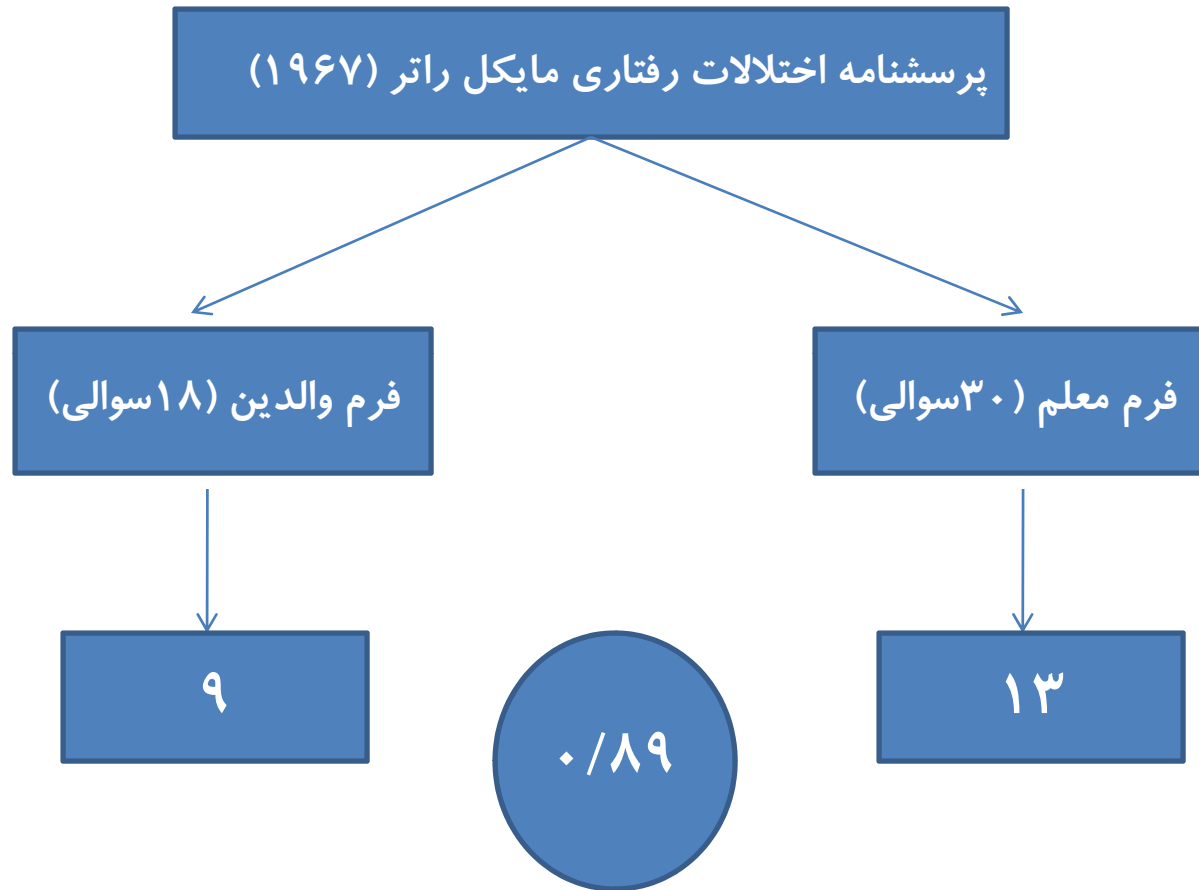 پرسشنامه اختلالات رفتاری مایکل راتر (۱۹۶۷)
فرم معلم (۳۰سوالی)
فرم والدین (۱۸سوالی)
۱۳
۹
۰/۸۹